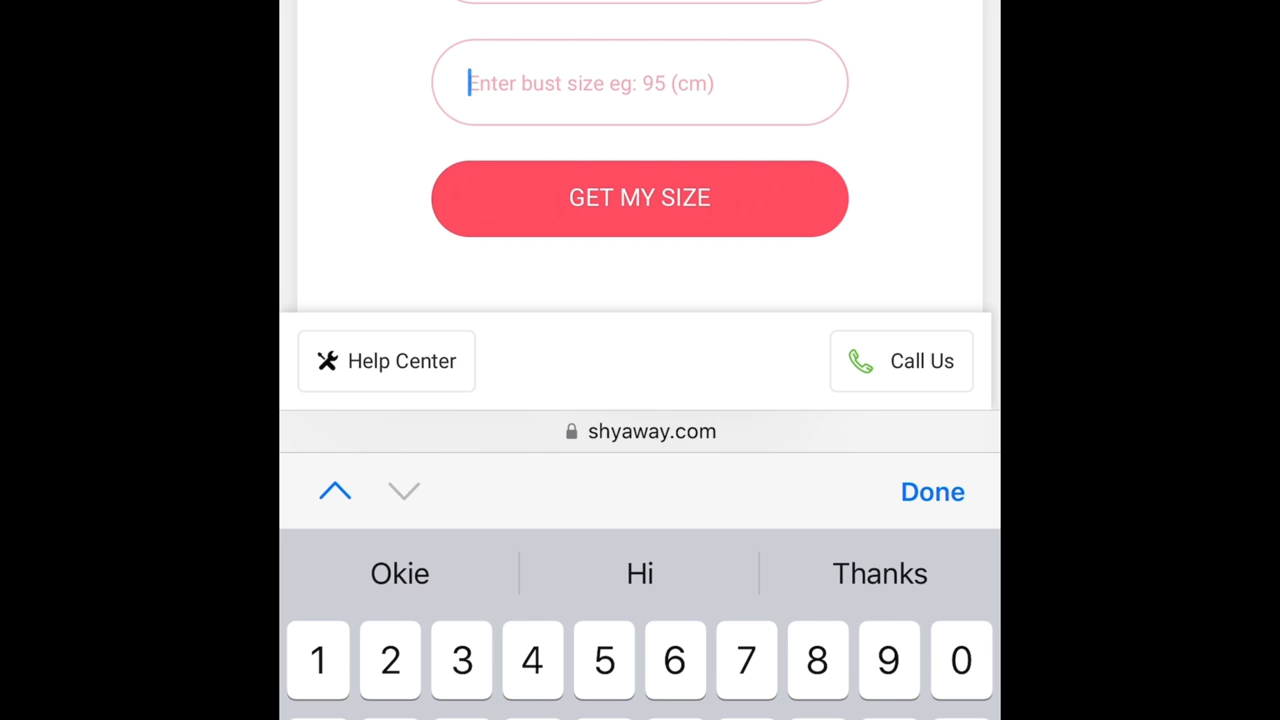 Enter bust size eg: 95 (cm)
GET MY SIZE
Help Center
Call Us
shyaway.com
Done
Okie Hi Thanks
1 2 3 4 5 6 7 8 9 0